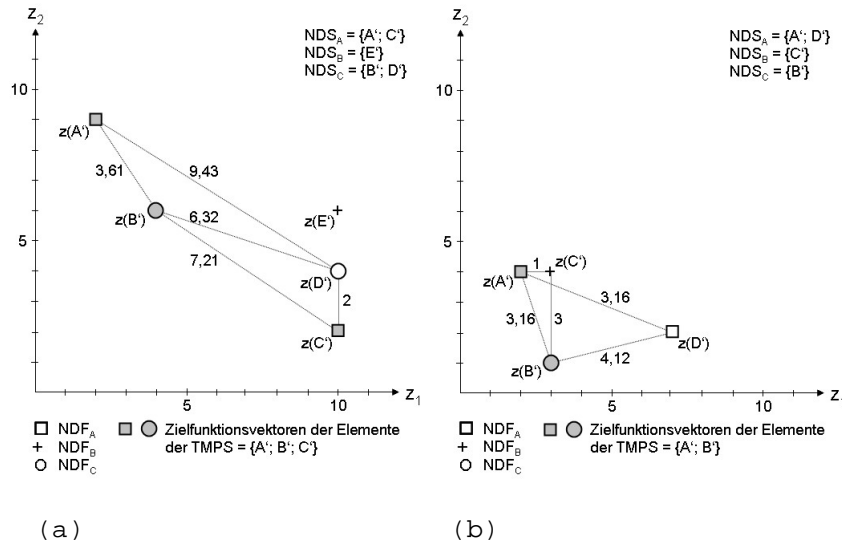 z2
NDSA = {A‘; C‘}
NDSB = {E‘}
NDSC = {B‘; D‘}
10
z(A‘)
3,61
9,43
z(B‘)
6,32
z(E‘)
7,21
5
z(D‘)
2
z(C‘)
5
10
z1
NDFA
NDFB
NDFC
Zielfunktionsvektoren der Elemente
der TMPS = {A‘; B‘; C‘}
(a)
z2
NDSA = {A‘; D‘}
NDSB = {C‘}
NDSC = {B‘}
10
5
1
z(C‘)
z(A‘)
3,16
3,16
3
z(D‘)
z(B‘)
4,12
5
10
NDFA
NDFB
NDFC
Zielfunktionsvektoren der Elemente
der TMPS = {A‘; B‘}
(b)